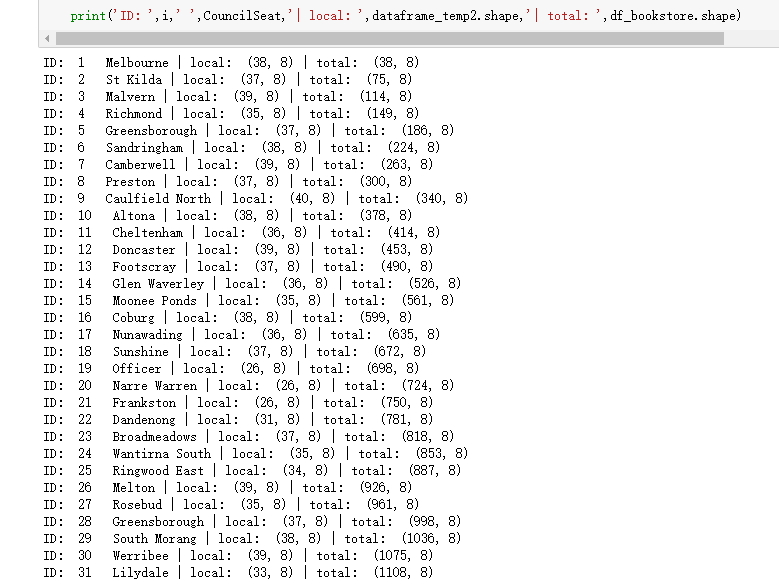 print('ID: ',i,' ',CouncilSeat,'| local: ',dataframe_temp2.shape,'| total: ',df_bookstore.shape)
ID:  1   Melbourne | local:  (38, 8) | total:  (38, 8)
ID:  2   St Kilda | local:  (37, 8) | total:  (75, 8)
ID:  3   Malvern | local:  (39, 8) | total:  (114, 8)
ID:  4   Richmond | local:  (35, 8) | total:  (149, 8)
ID:  5   Greensborough | local:  (37, 8) | total:  (186, 8)
ID:  6   Sandringham | local:  (38, 8) | total:  (224, 8)
ID:  7   Camberwell | local:  (39, 8) | total:  (263, 8)
ID:  8   Preston | local:  (37, 8) | total:  (300, 8)
ID:  9   Caulfield North | local:  (40, 8) | total:  (340, 8)
ID:  10   Altona | local:  (38, 8) | total:  (378, 8)
ID:  11   Cheltenham | local:  (36, 8) | total:  (414, 8)
ID:  12   Doncaster | local:  (39, 8) | total:  (453, 8)
ID:  13   Footscray | local:  (37, 8) | total:  (490, 8)
ID:  14   Glen Waverley | local:  (36, 8) | total:  (526, 8)
ID:  15   Moonee Ponds | local:  (35, 8) | total:  (561, 8)
ID:  16   Coburg | local:  (38, 8) | total:  (599, 8)
ID:  17   Nunawading | local:  (36, 8) | total:  (635, 8)
ID:  18   Sunshine | local:  (37, 8) | total:  (672, 8)
ID:  19   Officer | local:  (26, 8) | total:  (698, 8)
ID:  20   Narre Warren | local:  (26, 8) | total:  (724, 8)
ID:  21   Frankston | local:  (26, 8) | total:  (750, 8)
ID:  22   Dandenong | local:  (31, 8) | total:  (781, 8)
ID:  23   Broadmeadows | local:  (37, 8) | total:  (818, 8)
ID:  24   Wantirna South | local:  (35, 8) | total:  (853, 8)
ID:  25   Ringwood East | local:  (34, 8) | total:  (887, 8)
ID:  26   Melton | local:  (39, 8) | total:  (926, 8)
ID:  27   Rosebud | local:  (35, 8) | total:  (961, 8)
ID:  28   Greensborough | local:  (37, 8) | total:  (998, 8)
ID:  29   South Morang | local:  (38, 8) | total:  (1036, 8)
ID:  30   Werribee | local:  (39, 8) | total:  (1075, 8)
ID:  31   Lilydale | local:  (33, 8) | total:  (1108, 8)